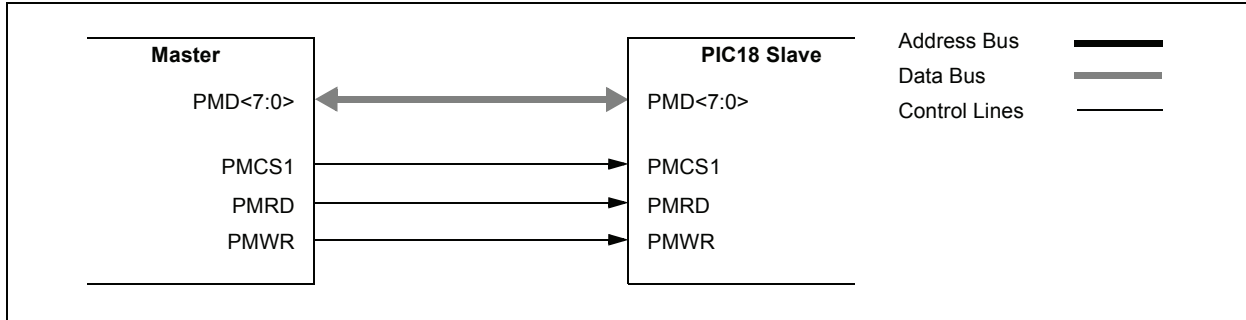 Master
PMD<7:0>
PMCS1
PMRD
PMWR
PIC18 Slave
PMD<7:0>
PMCS1
PMRD
PMWR
Address Bus
Data Bus
Control Lines